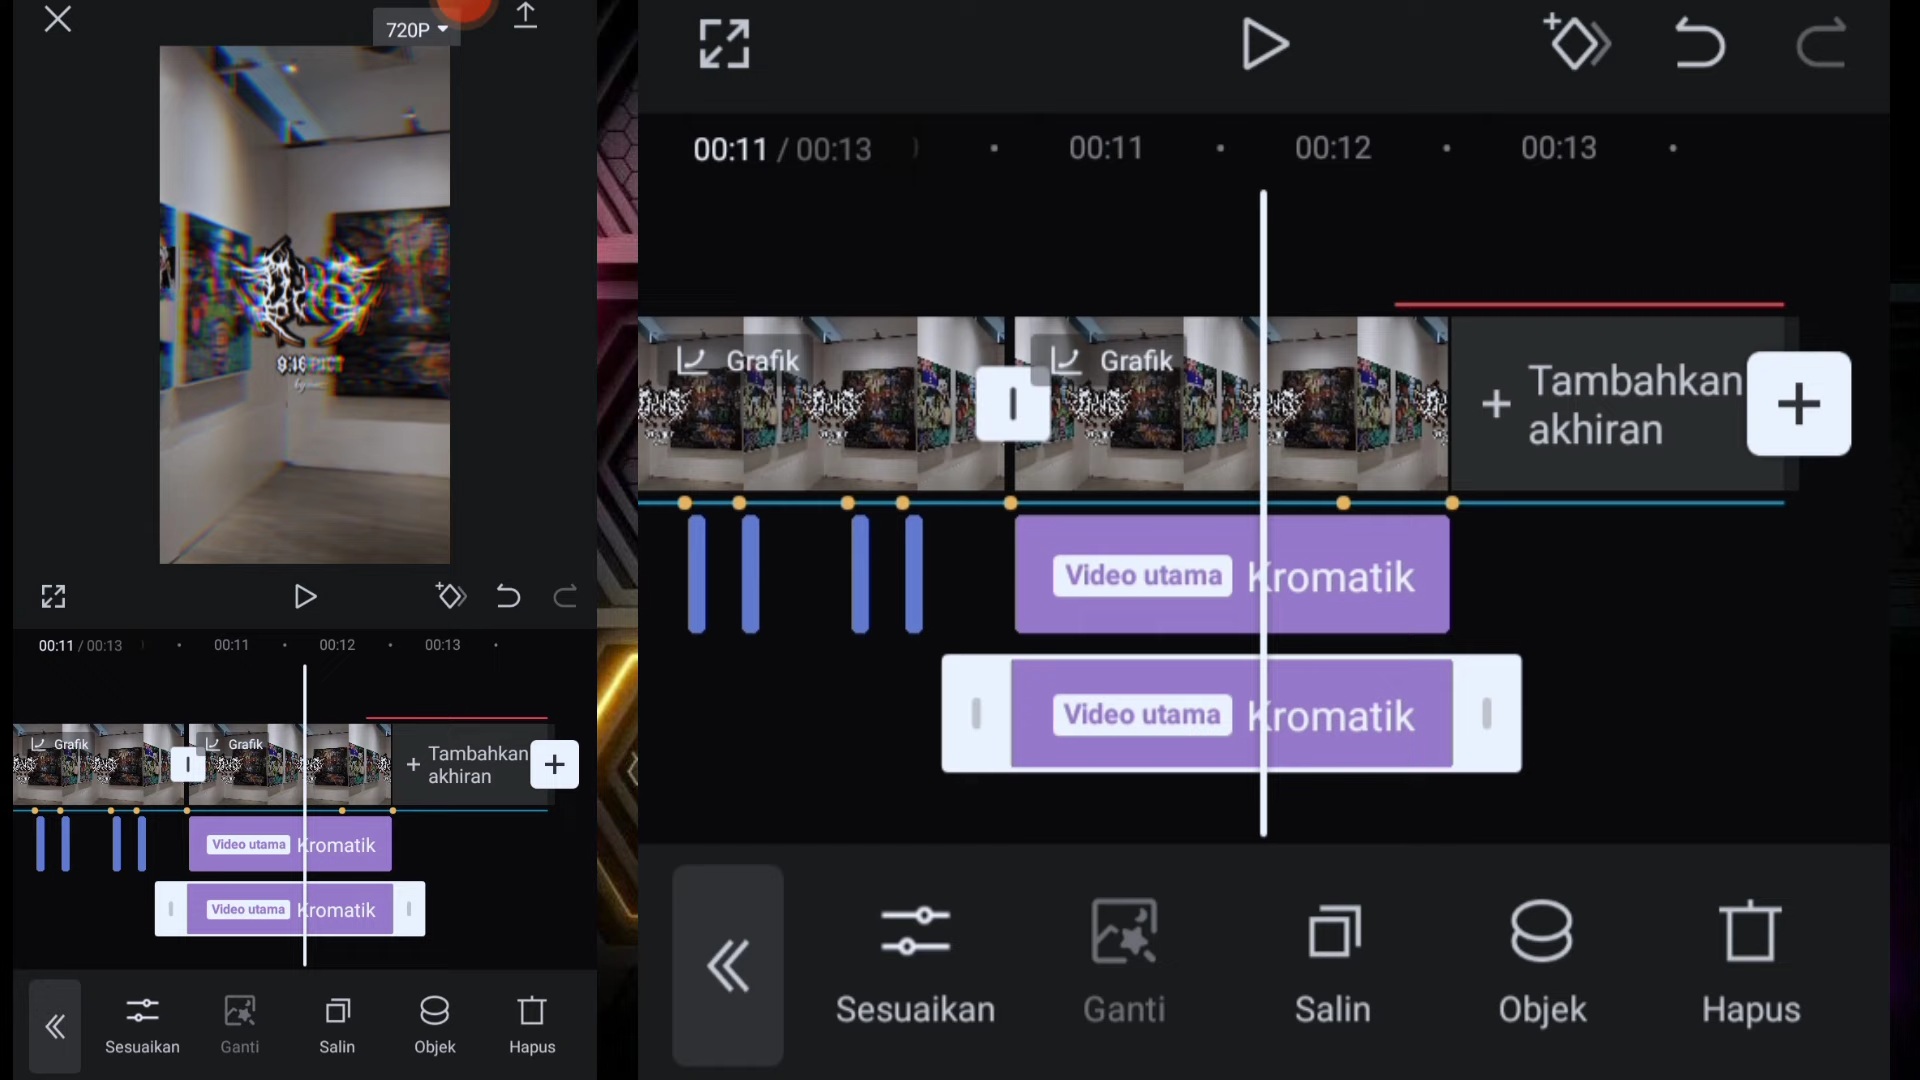 720P
9:16
00:11 / 00:13
00:11
00:12
00:13
Grafik
Grafik
+ Tambahkan
akhiran
+
Video utama Kromatik
Video utama Kromatik
Sesuaikan
Ganti
Salin
Objek
Hapus
00:11 / 00:13
00:11
00:12
00:13
Grafik
Grafik
+ Tambahkan
akhiran
+
Video utama Kromatik
Video utama Kromatik
Sesuaikan
Ganti
Salin
Objek
Hapus